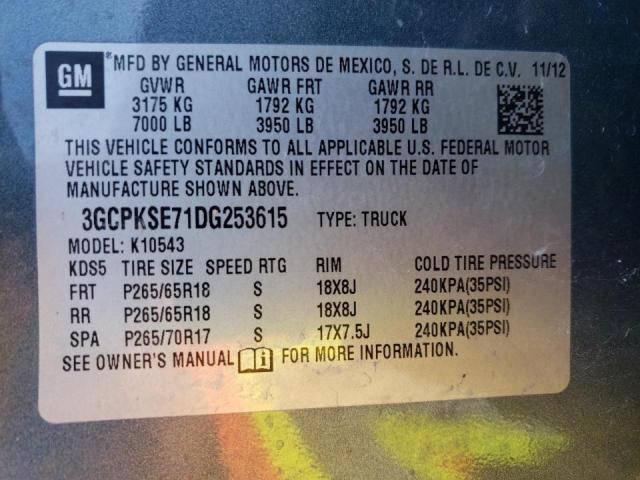 GM
MFD BY GENERAL MOTORS DE MEXICO, S. DE R.L. DE C.V. 11/12
GVWR GAWR FRT GAWR RR
3175 KG 1792 KG 1792 KG
7000 LB 3950 LB 3950 LB
THIS VEHICLE CONFORMS TO ALL APPLICABLE U.S. FEDERAL MOTOR
VEHICLE SAFETY STANDARDS IN EFFECT ON THE DATE OF
MANUFACTURE SHOWN ABOVE.
3GCPKSE71DG253615 TYPE: TRUCK
MODEL: K10543
KDS5 TIRE SIZE SPEED RTG RIM COLD TIRE PRESSURE
FRT P265/65R18 S 18X8J 240KPA(35PSI)
RR P265/65R18 S 18X8J 240KPA(35PSI)
SPA P265/70R17 S 17X7.5J 240KPA(35PSI)
SEE OWNER'S MANUAL FOR MORE INFORMATION.